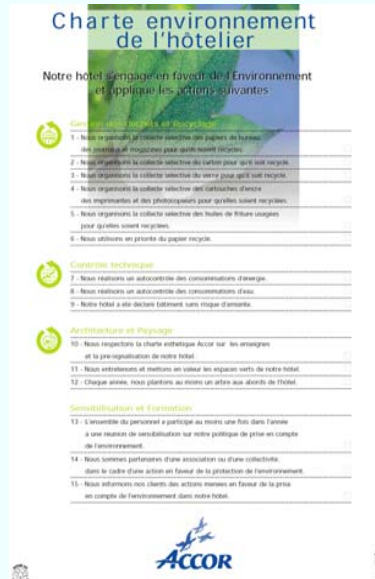 Charte environnement
de l'hôtelier
Notre hôtel s'engage en faveur de l'Environnement
et applique les actions suivantes
Gestion des Déchets et Recyclage
1 - Nous organisons la collecte sélective des papiers de bureau,
des journaux et magazines pour qu'ils soient recyclés.
2 - Nous organisons la collecte sélective du carton pour qu'il soit recyclé.
3 - Nous organisons la collecte sélective du verre pour qu'il soit recyclé.
4 - Nous organisons la collecte sélective des cartouches d'encre
des imprimantes et des photocopieurs pour qu'elles soient recyclées.
5 - Nous organisons la collecte sélective des huiles de friture usagées
pour qu'elles soient recyclées.
6 - Nous utilisons en priorité du papier recyclé.
Contrôle technique
7 - Nous réalisons un autocontrôle des consommations d'énergie.
8 - Nous réalisons un autocontrôle des consommations d'eau.
9 - Notre hôtel a été déclaré bâtiment sans risque d'amiante.
Architecture et Paysage
10 - Nous respectons la charte esthétique Accor sur les enseignes
et la pré-signalisation de notre hôtel.
11 - Nous entretenons et mettons en valeur les espaces verts de notre hôtel.
12 - Chaque année, nous plantons au moins un arbre aux abords de l'hôtel.
Sensibilisation et Formation
13 - L'ensemble du personnel a participé au moins une fois dans l'année
à une réunion de sensibilisation sur notre politique de prise en compte
de l'environnement.
14 - Nous sommes partenaires d'une association ou d'une collectivité,
dans le cadre d'une action en faveur de la protection de l'environnement.
15 - Nous informons nos clients des actions menées en faveur de la prise
en compte de l'environnement dans notre hôtel.
ACCOR